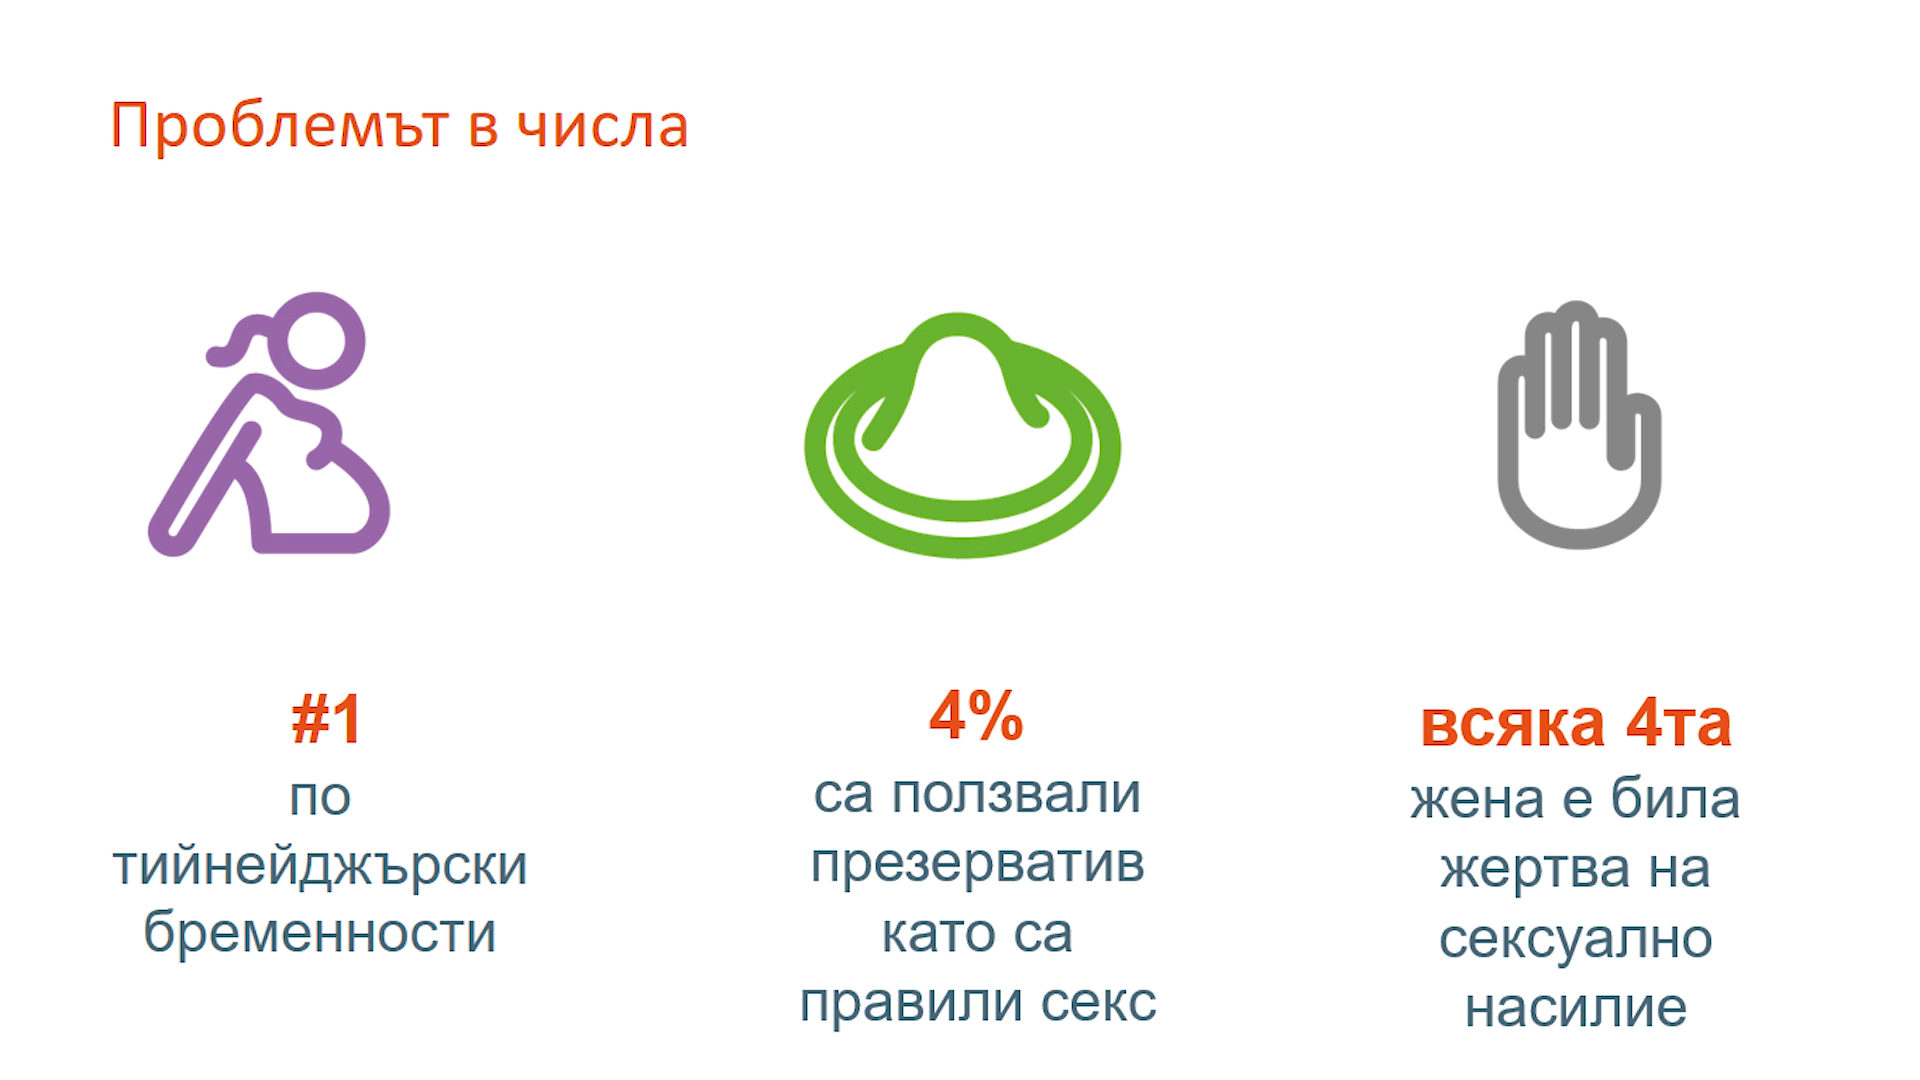 Проблемът в числа
#1
по
тийнейджърски
бременности
4%
са ползвали
презерватив
като са
правили секс
всяка 4та
жена е била
жертва на
сексуално
насилие